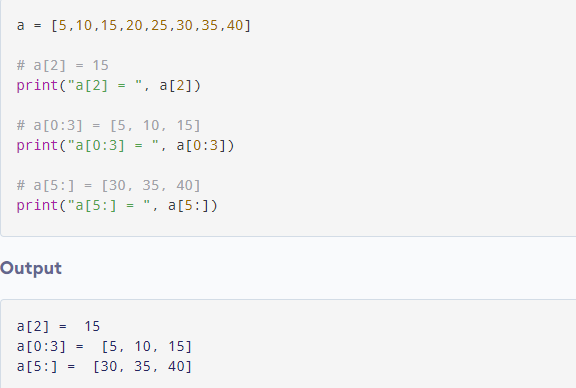 a = [5,10,15,20,25,30,35,40]
# a[2] = 15
print("a[2] = ", a[2])
# a[0:3] = [5, 10, 15]
print("a[0:3] = ", a[0:3])
# a[5:] = [30, 35, 40]
print("a[5:] = ", a[5:])
Output
a[2] =  15
a[0:3] =  [5, 10, 15]
a[5:] =  [30, 35, 40]